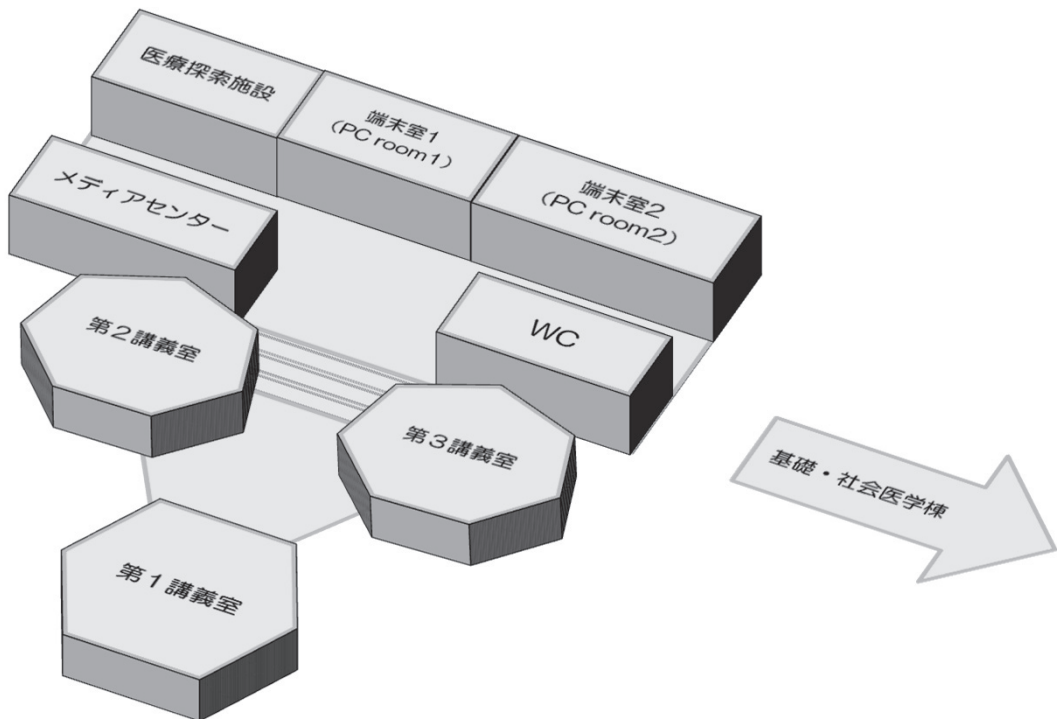 医療探索施設
端末室1
(PC room1)
端末室2
(PC room2)
メディアセンター
第2講義室
WC
第3講義室
基礎・社会医学棟
第1講義室